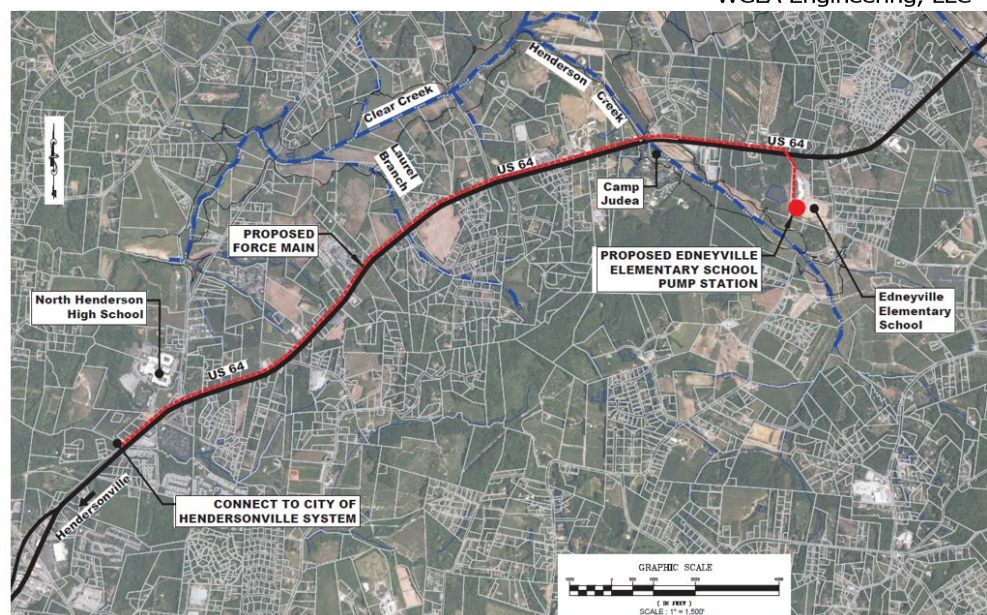 WGLA Engineering, LLC
Henderson
Creek
Clear Creek
US 64
Laurel
Branch
US 64
Camp
Judea
PROPOSED
FORCE MAIN
PROPOSED EDNEYVILLE
ELEMENTARY SCHOOL
PUMP STATION
Edneyville
Elementary
School
North Henderson
High School
US 64
CONNECT TO CITY OF
HENDERSONVILLE SYSTEM
Hendersonville
GRAPHIC SCALE
( IN FEET )
SCALE : 1" = 1,500'